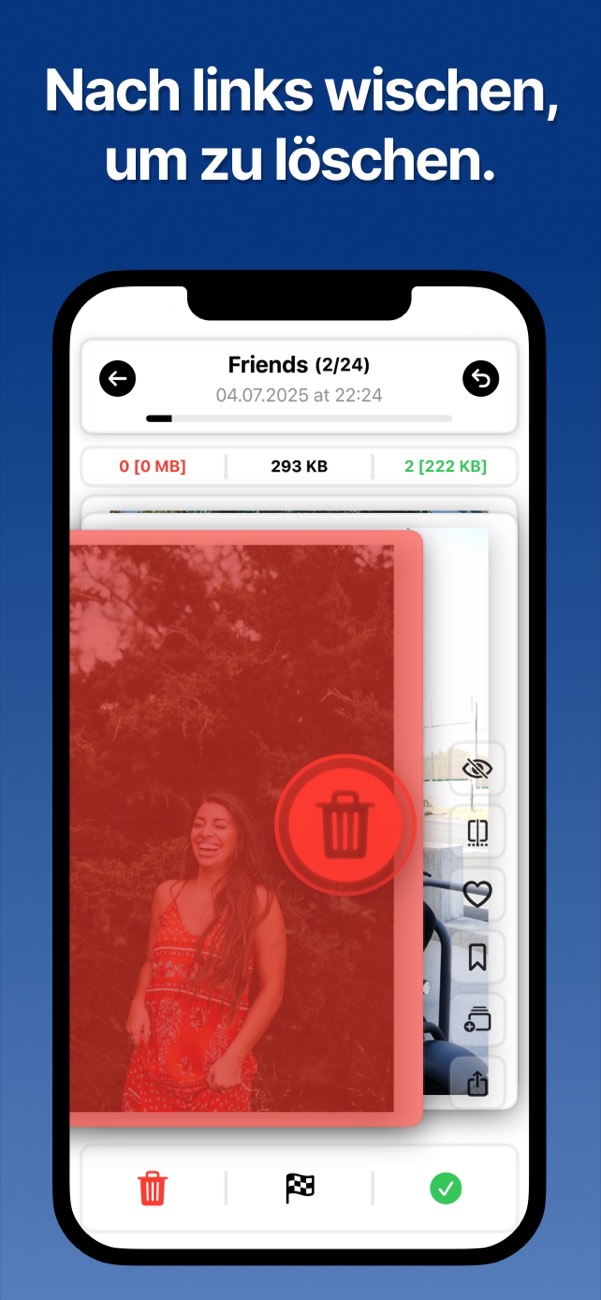 Nach links wischen,
um zu löschen.
Friends (2/24)
04.07.2025 at 22:24
0 [0 MB]
293 KB
2 [222 KB]